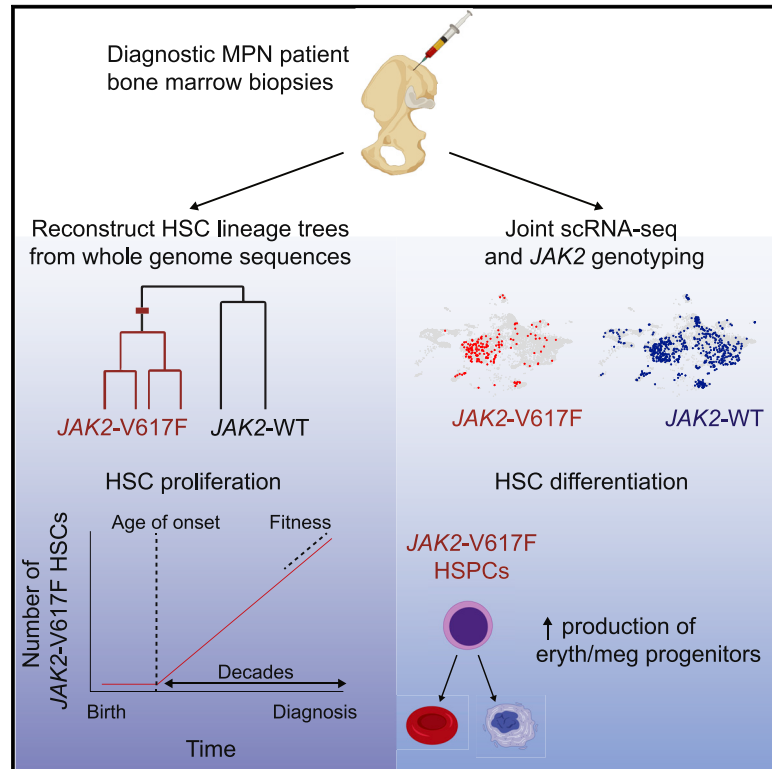 Diagnostic MPN patient
bone marrow biopsies
Reconstruct HSC lineage trees
from whole genome sequences
JAK2-V617F
JAK2-WT
HSC proliferation
Age of onset
Fitness
Number of
JAK2-V617F HSCs
Decades
Birth
Diagnosis
Time
Joint scRNA-seq
and JAK2 genotyping
JAK2-V617F
JAK2-WT
HSC differentiation
JAK2-V617F
HSPCs
↑ production of
eryth/meg progenitors